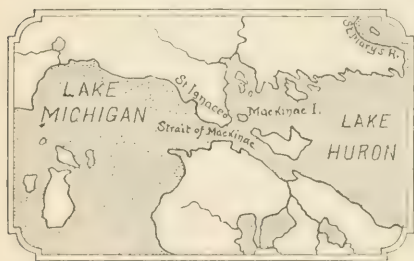 St Marys R.
LAKE
MICHIGAN
St Ignace
Mackinac I.
Strait of Mackinac
LAKE
HURON